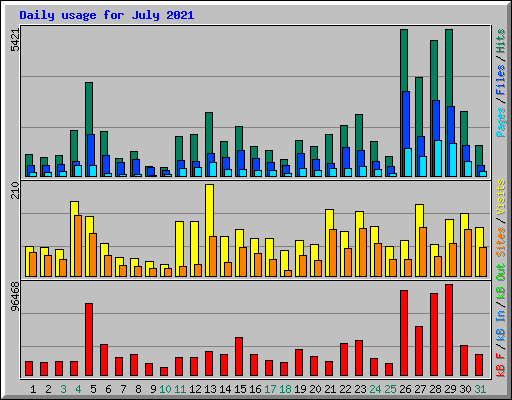 Daily usage for July 2021
5421
Pages / Files / Hits
210
Sites / Visits
96468
kB F / kB In / kB Out
1 2 3 4 5 6 7 8 9 10 11 12 13 14 15 16 17 18 19 20 21 22 23 24 25 26 27 28 29 30 31